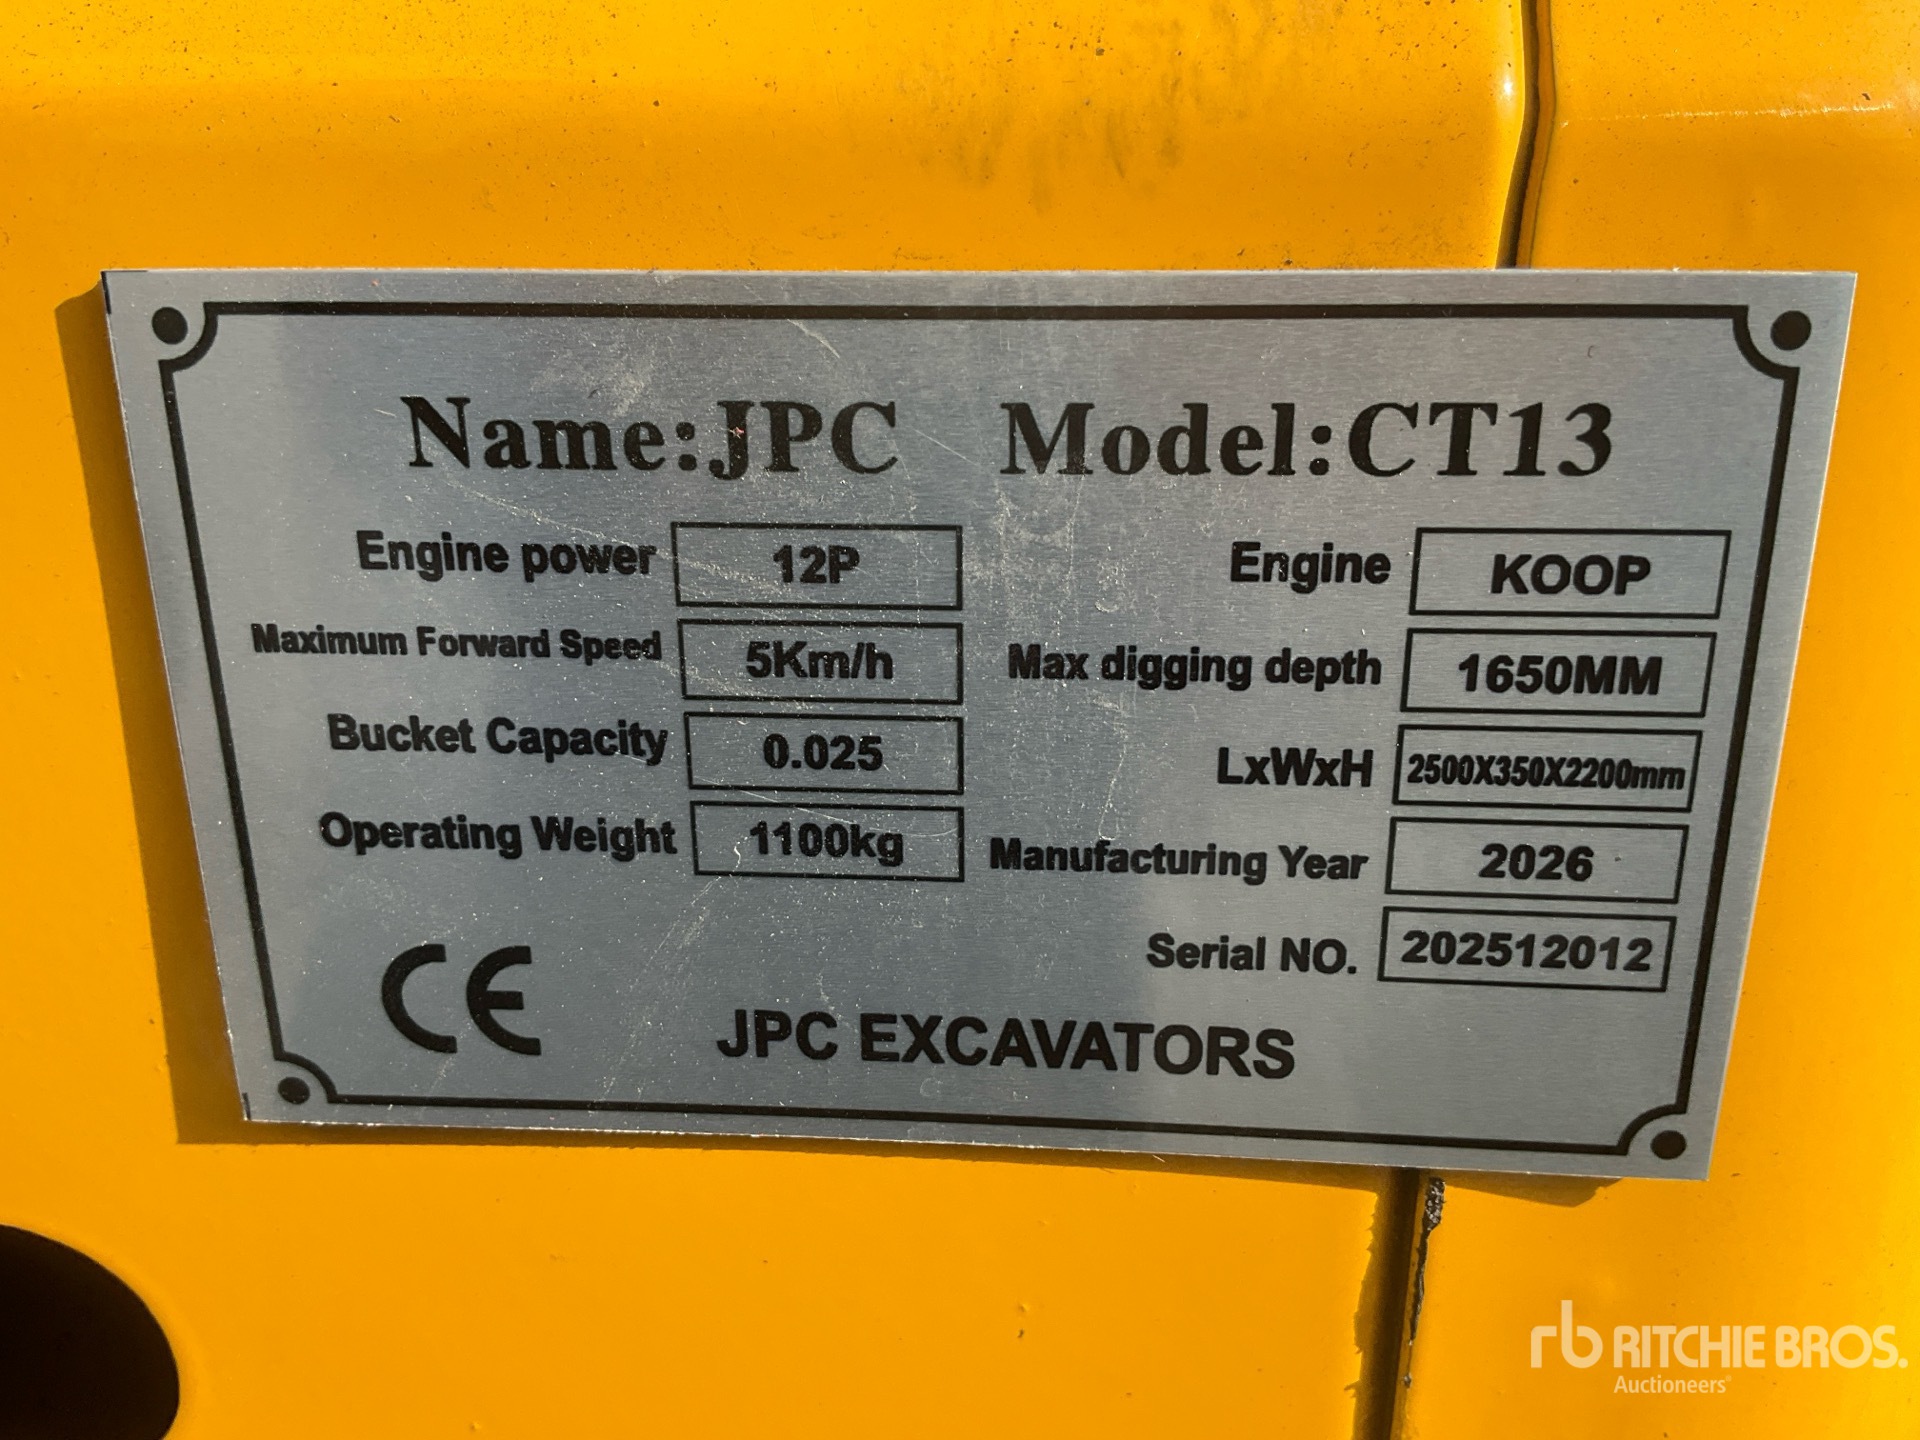 Name:JPC Model:CT13
Engine power 12P Engine KOOP
Maximum Forward Speed 5Km/h Max digging depth 1650MM
Bucket Capacity 0.025 LxWxH 2500X350X2200mm
Operating Weight 1100kg Manufacturing Year 2026
Serial NO. 202512012
CE JPC EXCAVATORS
rb RITCHIE BROS.
Auctioneers